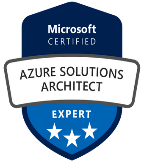 Microsoft
CERTIFIED
AZURE SOLUTIONS
ARCHITECT
EXPERT